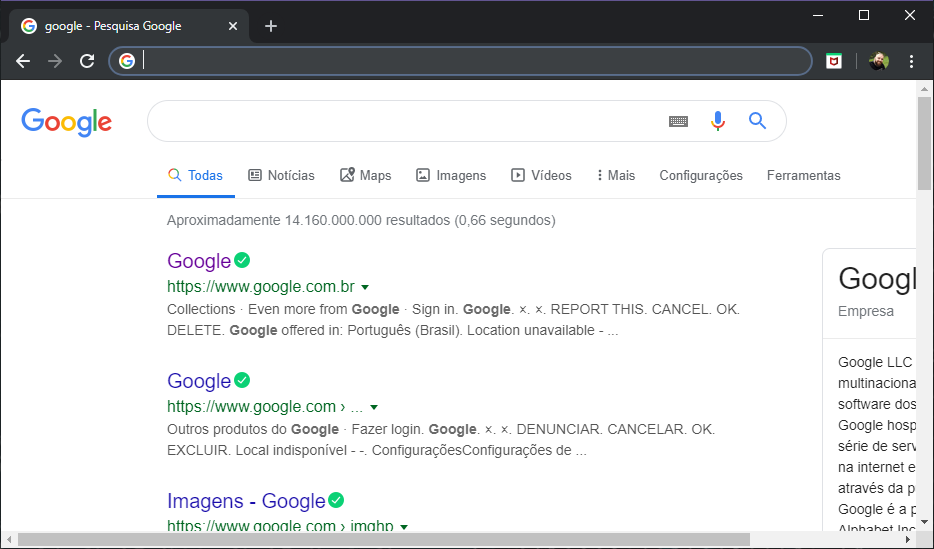 google - Pesquisa Google
Google
Todas Notícias Maps Imagens Vídeos Mais Configurações Ferramentas
Aproximadamente 14.160.000.000 resultados (0,66 segundos)
Google
https://www.google.com.br
Collections · Even more from Google · Sign in. Google. ×. ×. REPORT THIS. CANCEL. OK.
DELETE. Google offered in: Português (Brasil). Location unavailable - ...
Google
https://www.google.com › ...
Outros produtos do Google · Fazer login. Google. ×. ×. DENUNCIAR. CANCELAR. OK.
EXCLUIR. Local indisponível - -. ConfiguraçõesConfigurações de ...
Imagens - Google
https://www.google.com › imghp
Googl
Empresa
Google LLC
multinaciona
software dos
Google hosp
série de serv
na internet e
através da p
Google é a p
Alphabet Inc